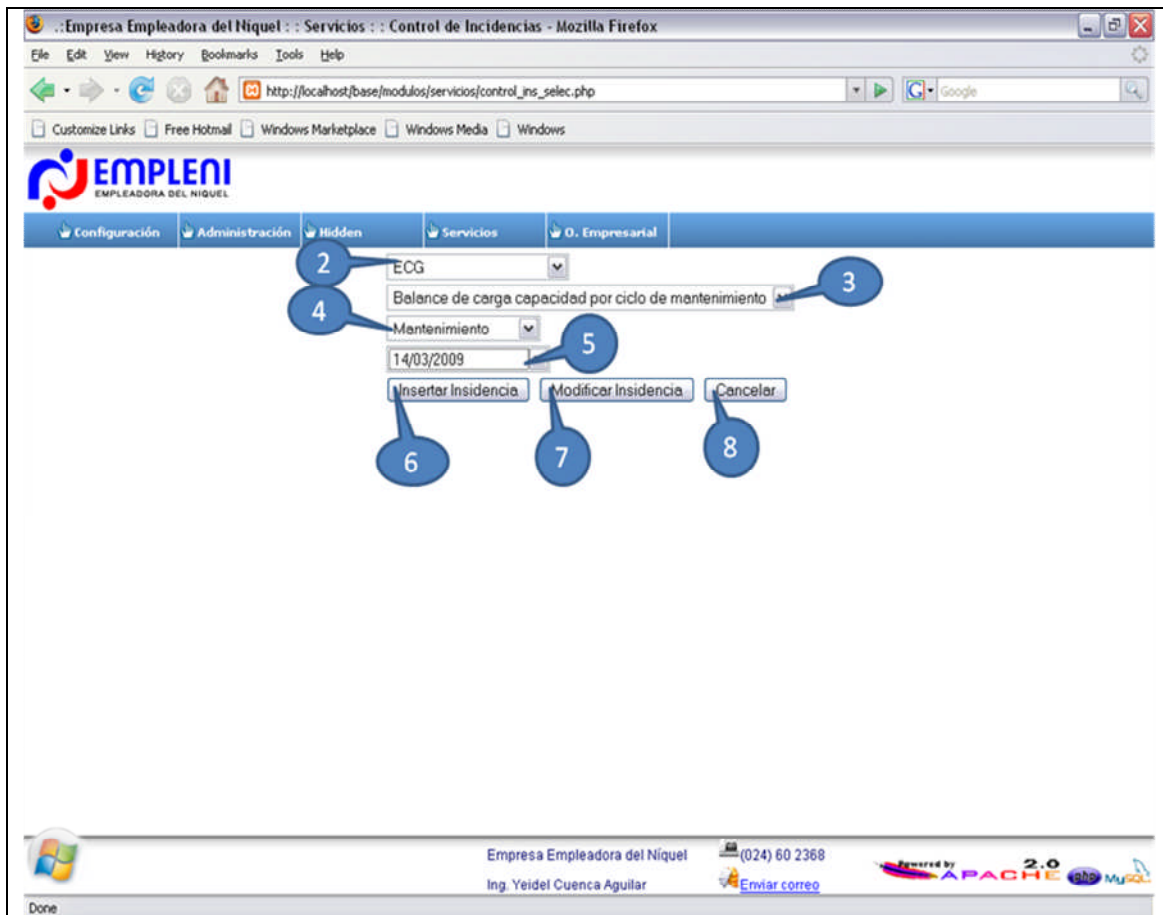 .:Empresa Empleadora del Níquel : : Servicios : : Control de Incidencias - Mozilla Firefox
File Edit View History Bookmarks Tools Help
http://localhost/base/modulos/servicios/control_ins_selec.php
G Google
Customize Links Free Hotmail Windows Marketplace Windows Media Windows
EMPLENI
EMPLEADORA DEL NIQUEL
Configuración Administración Hidden Servicios O. Empresarial
2 ECG
Balance de carga capacidad por ciclo de mantenimiento 3
4 Mantenimiento
14/03/2009 5
Insertar Insidencia Modificar Insidencia Cancelar
6 7 8
Empresa Empleadora del Níquel (024) 60 2368
Ing. Yeidel Cuenca Aguilar Enviar correo
Powered by APACHE 2.0 php MySQL
Done